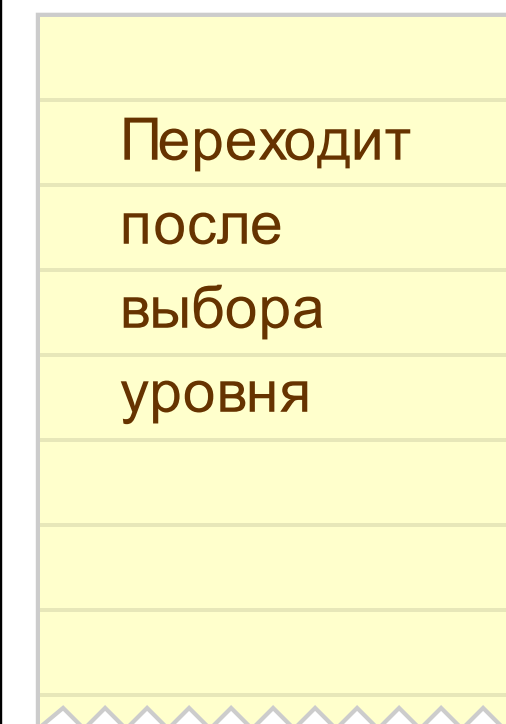 Переходит
после
выбора
уровня